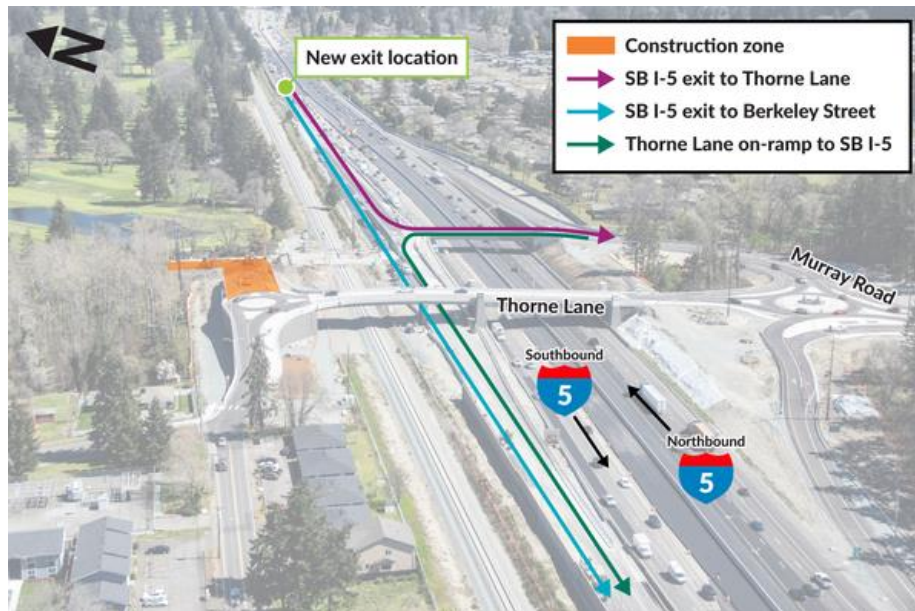 N
New exit location
Construction zone
SB I-5 exit to Thorne Lane
SB I-5 exit to Berkeley Street
Thorne Lane on-ramp to SB I-5
Murray Road
Thorne Lane
Southbound
5
Northbound
5